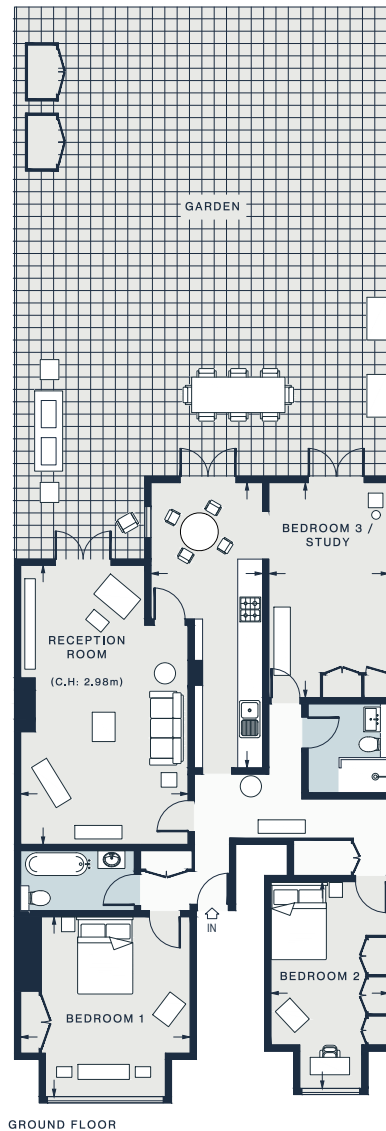 GARDEN
BEDROOM 3 /
STUDY
RECEPTION
ROOM
(C.H: 2.98m)
IN
BEDROOM 2
BEDROOM 1
GROUND FLOOR